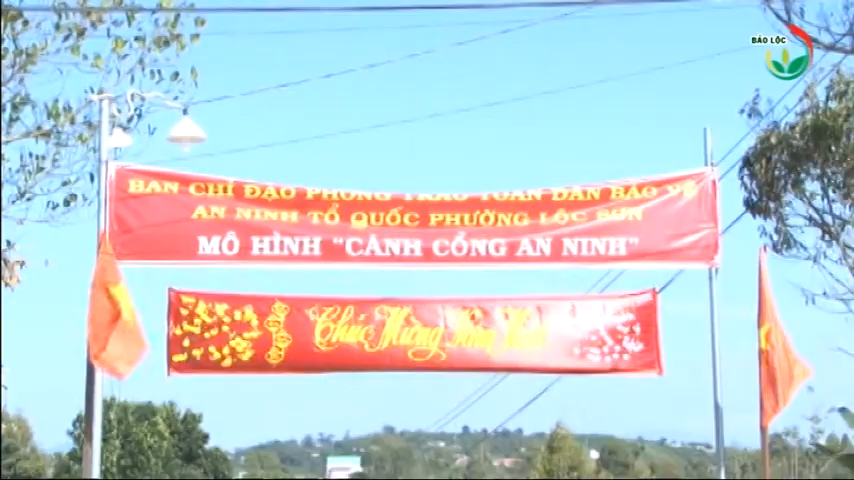 BẢO LỘC
BAN CHỈ ĐẠO PHONG TRÀO TOÀN DÂN BẢO VỆ
AN NINH TỔ QUỐC PHƯỜNG LỘC SƠN
MÔ HÌNH "CẢNH CỔNG AN NINH"
Chúc Mừng Năm Mới